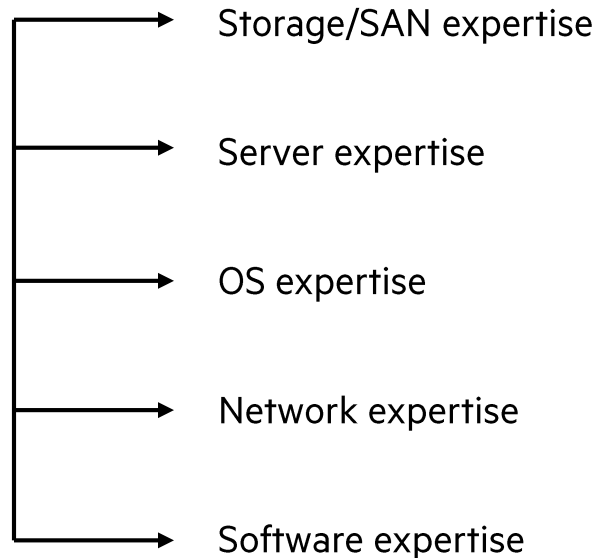 Storage/SAN expertise
Server expertise
OS expertise
Network expertise
Software expertise